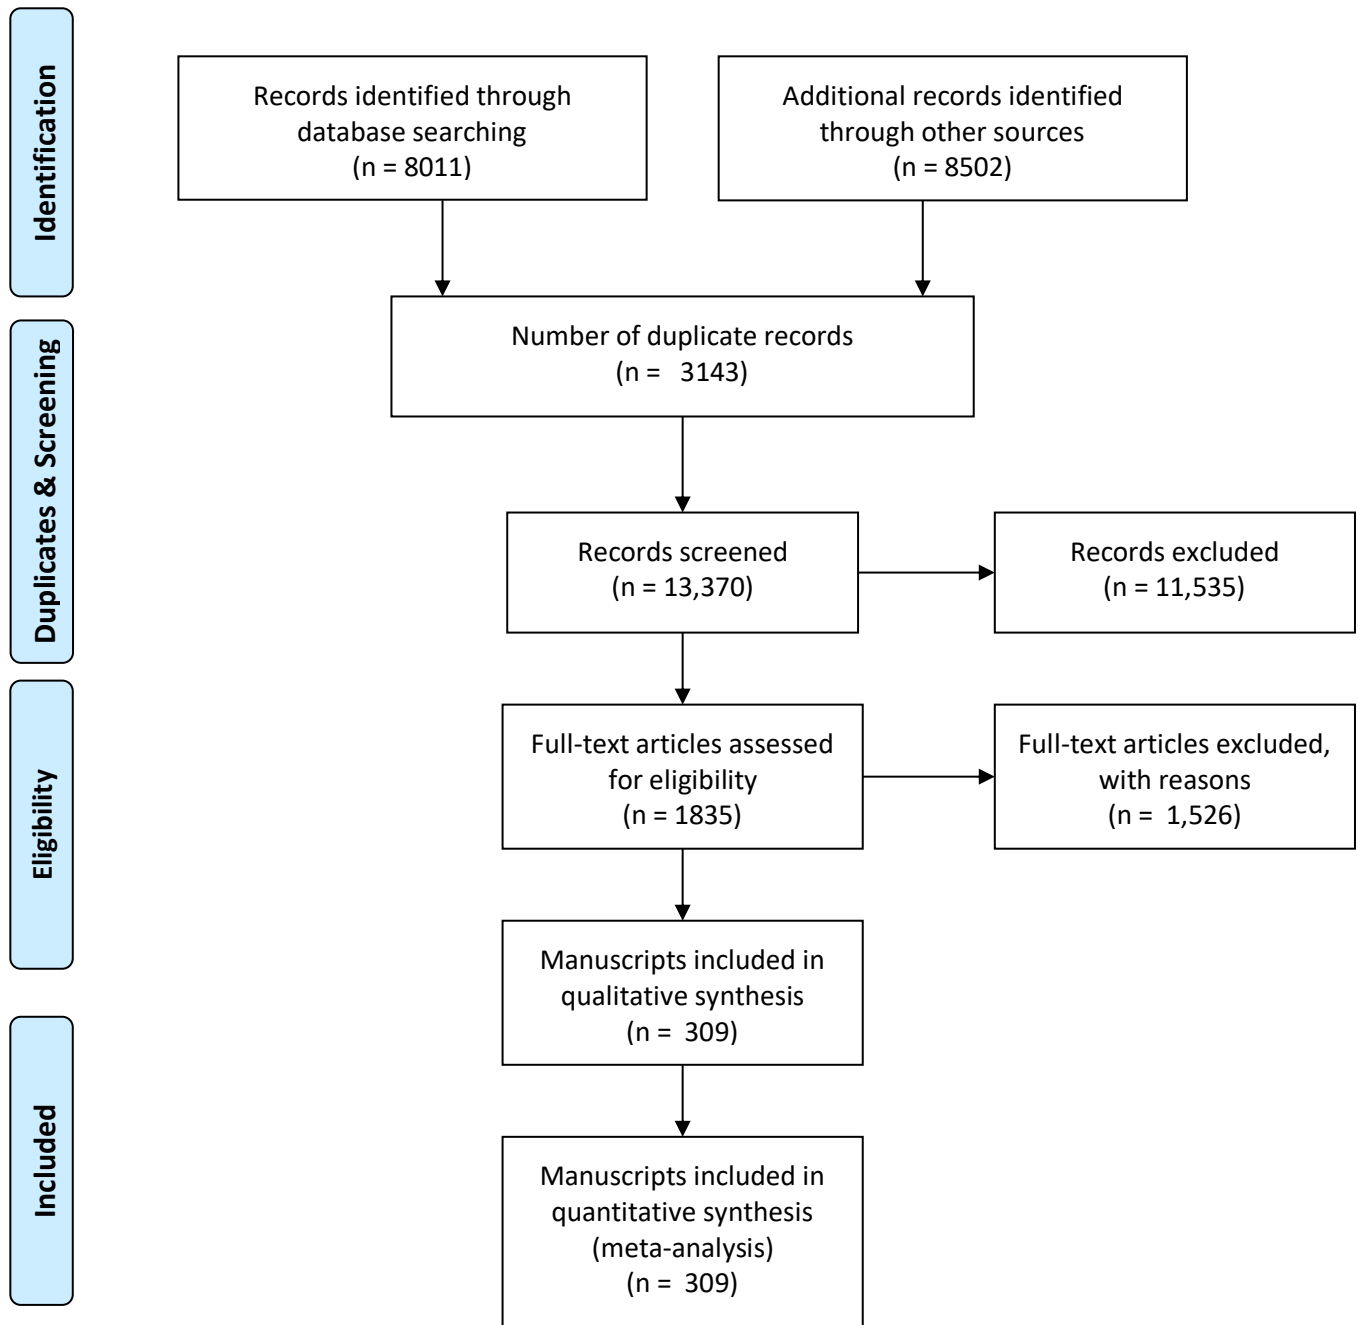 Identification
Records identified through
database searching
(n = 8011)
Additional records identified
through other sources
(n = 8502)
Duplicates & Screening
Number of duplicate records
(n =   3143)
Records screened
(n = 13,370)
Records excluded
(n = 11,535)
Eligibility
Full-text articles assessed
for eligibility
(n = 1835)
Full-text articles excluded,
with reasons
(n =  1,526)
Manuscripts included in
qualitative synthesis
(n =  309)
Included
Manuscripts included in
quantitative synthesis
(meta-analysis)
(n =  309)